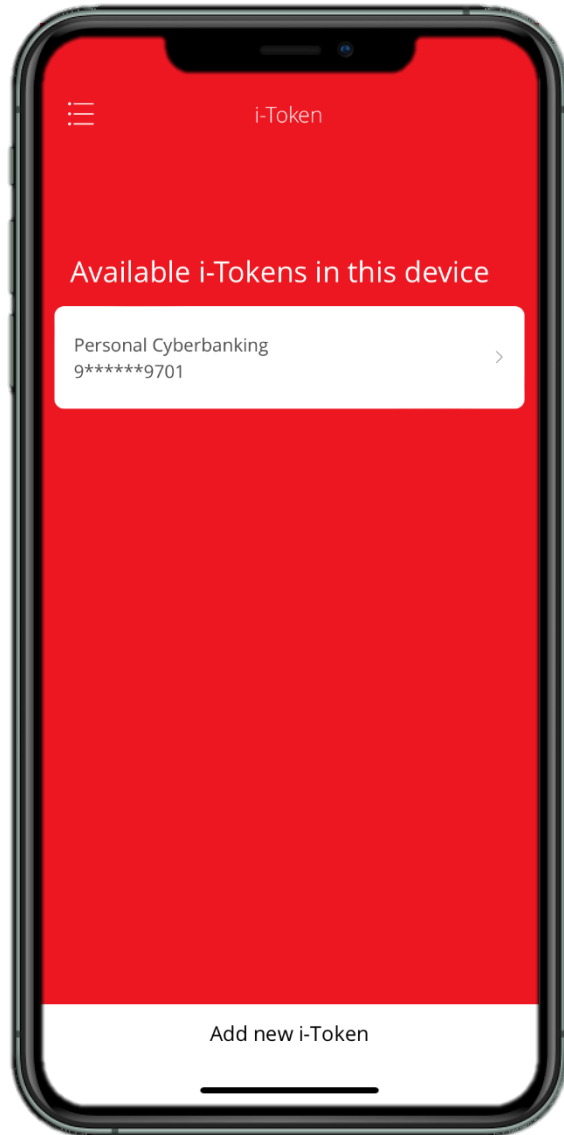 i-Token
Available i-Tokens in this device
Personal Cyberbanking
9******9701
Add new i-Token